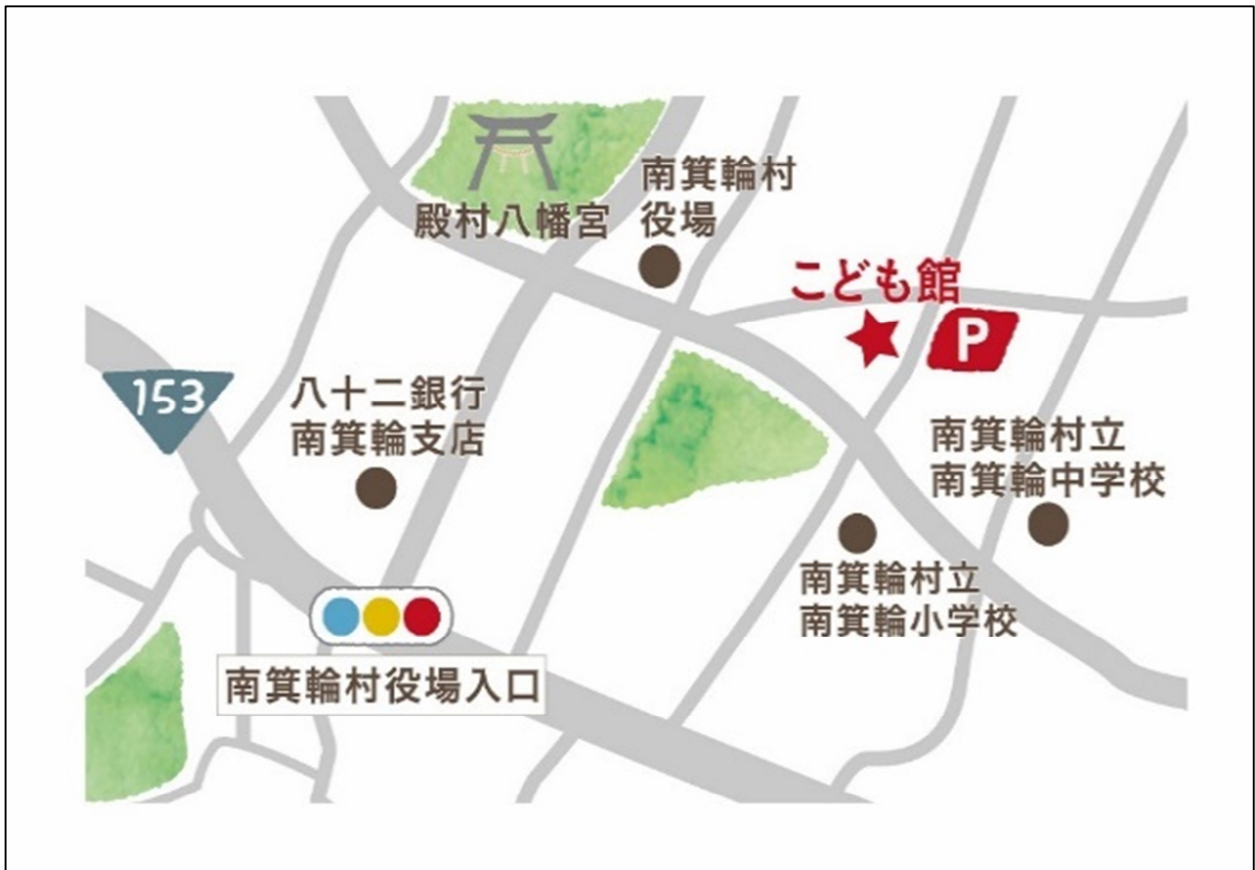 南箕輪村
役場
殿村八幡宮
こども館
P
153
八十二銀行
南箕輪支店
南箕輪村立
南箕輪中学校
南箕輪村立
南箕輪小学校
南箕輪村役場入口